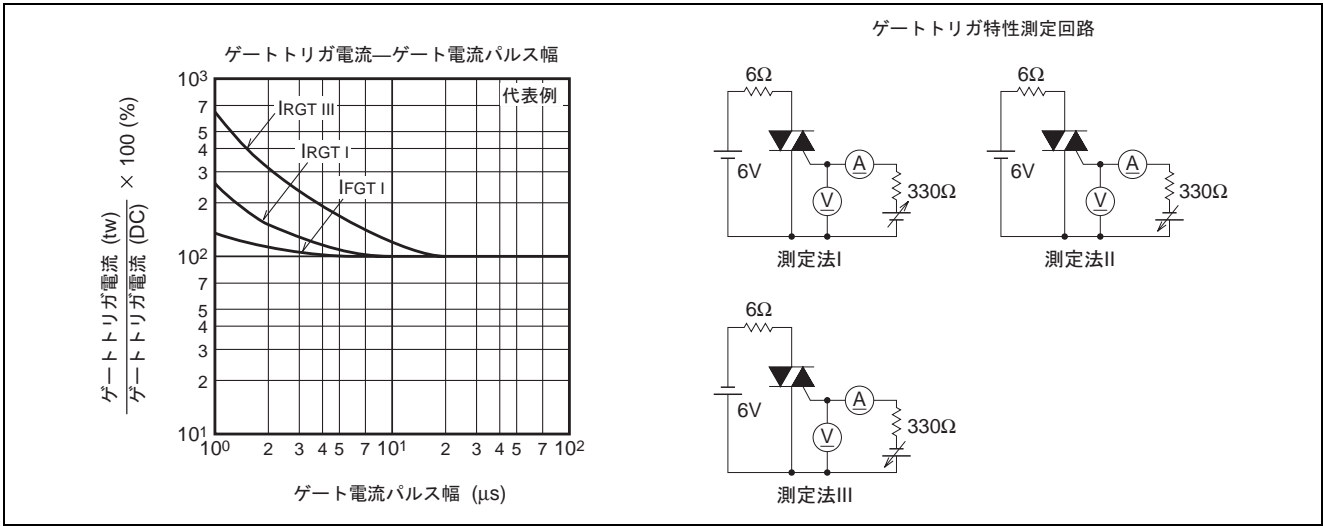 ゲートトリガ電流―ゲート電流パルス幅
代表例
10³
7
5
4
3
2
10²
7
5
4
3
2
10¹
IRGT III
IRGT I
IFGT I
ゲートトリガ電流 (tw)
ゲートトリガ電流 (DC)
× 100 (%)
10⁰ 2 3 4 5 7 10¹ 2 3 4 5 7 10²
ゲート電流パルス幅 (μs)
ゲートトリガ特性測定回路
6Ω
6V
A
V
330Ω
測定法I
6Ω
6V
A
V
330Ω
測定法II
6Ω
6V
A
V
330Ω
測定法III